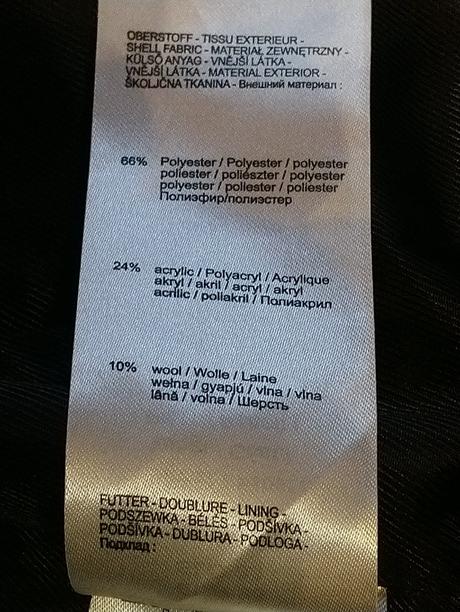 OBERSTOFF - TISSU EXTERIEUR -
SHELL FABRIC - MATERIAŁ ZEWNĘTRZNY -
KÜLSŐ ANYAG - VNĚJŠÍ LÁTKA -
VNĚJŠÍ LÁTKA - MATERIAL EXTERIOR -
ŠKOLJČNA TKANINA - Внешний материал :
66% Polyester / Polyester / polyester
poliester / poliészter / polyester
polyester / poliester / poliester
Полиэфир/полиэстер
24% acrylic / Polyacryl / Acrylique
akryl / akril / acryl / akryl
acrilic / poliakril / Полиакрил
10% wool / Wolle / Laine
wełna / gyapjú / vlna / vlna
lână / volna / Шерсть
FUTTER - DOUBLURE - LINING -
PODSZEWKA - BÉLÉS - PODŠÍVKA -
PODŠÍVKA - DUBLURA - PODLOGA -
Подклад :